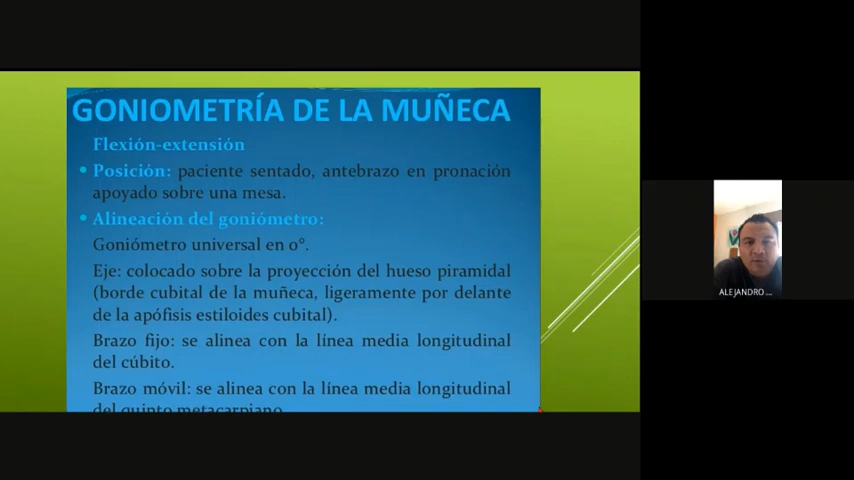 GONIOMETRÍA DE LA MUÑECA
Flexión-extensión
• Posición: paciente sentado, antebrazo en pronación
apoyado sobre una mesa.
• Alineación del goniómetro:
Goniómetro universal en 0°.
Eje: colocado sobre la proyección del hueso piramidal
(borde cubital de la muñeca, ligeramente por delante
de la apófisis estiloides cubital).
Brazo fijo: se alinea con la línea media longitudinal
del cúbito.
Brazo móvil: se alinea con la línea media longitudinal
del quinto metacarpiano.
ALEJANDRO ...